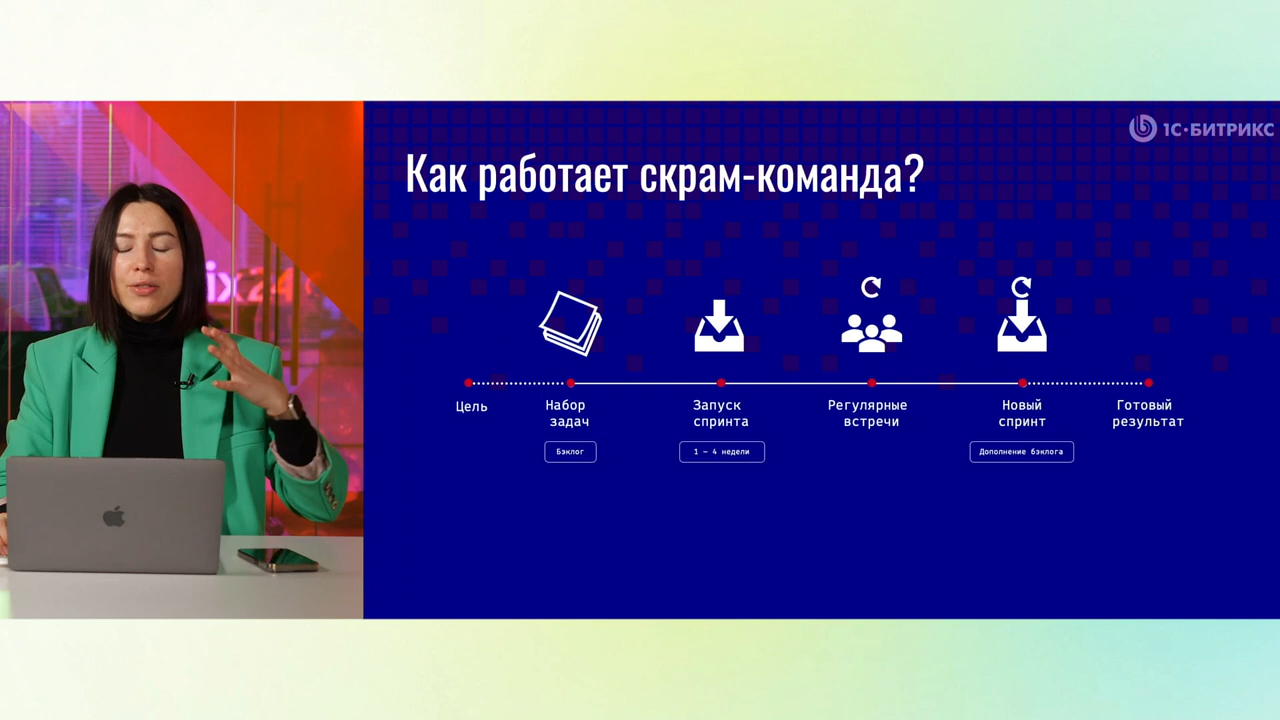 1С·БИТРИКС
Как работает скрам-команда?
ix24
Цель
Набор
задач
Бэклог
Запуск
спринта
1 – 4 недели
Регулярные
встречи
Новый
спринт
Дополнение бэклога
Готовый
результат